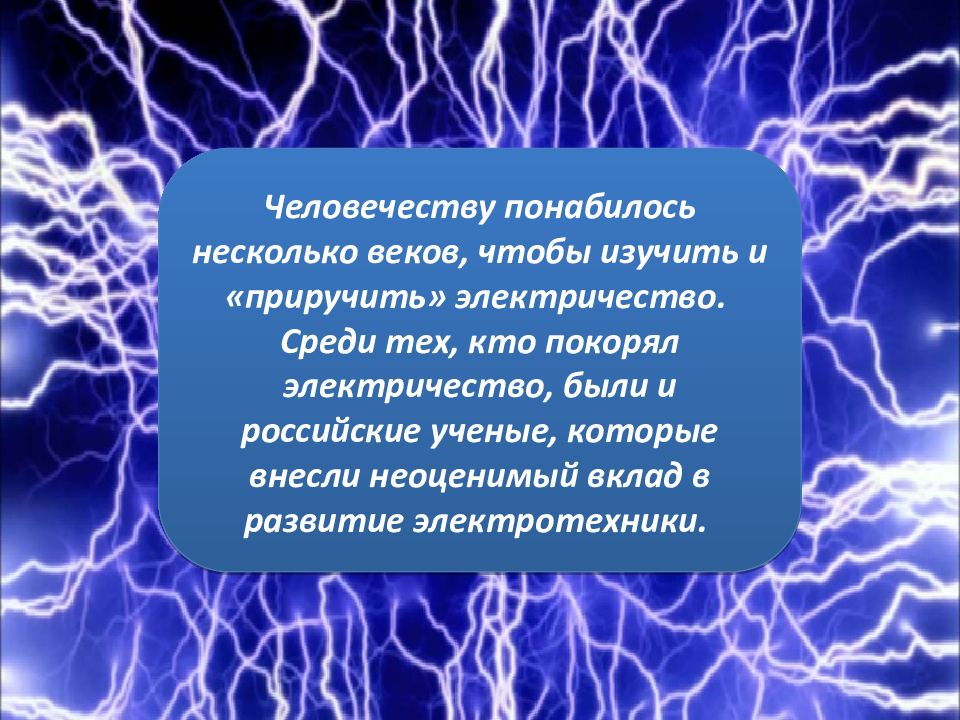 Человечеству понабилось
несколько веков, чтобы изучить и
«приручить» электричество.
Среди тех, кто покорял
электричество, были и
российские ученые, которые
внесли неоценимый вклад в
развитие электротехники.